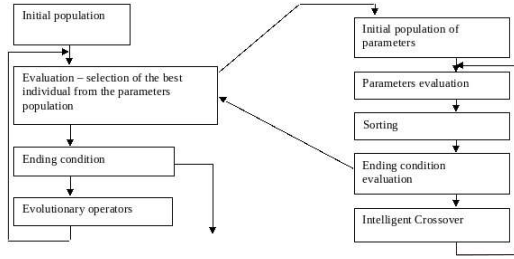 Initial population
Evaluation – selection of the best
individual from the parameters
population
Ending condition
Evolutionary operators
Initial population of
parameters
Parameters evaluation
Sorting
Ending condition
evaluation
Intelligent Crossover